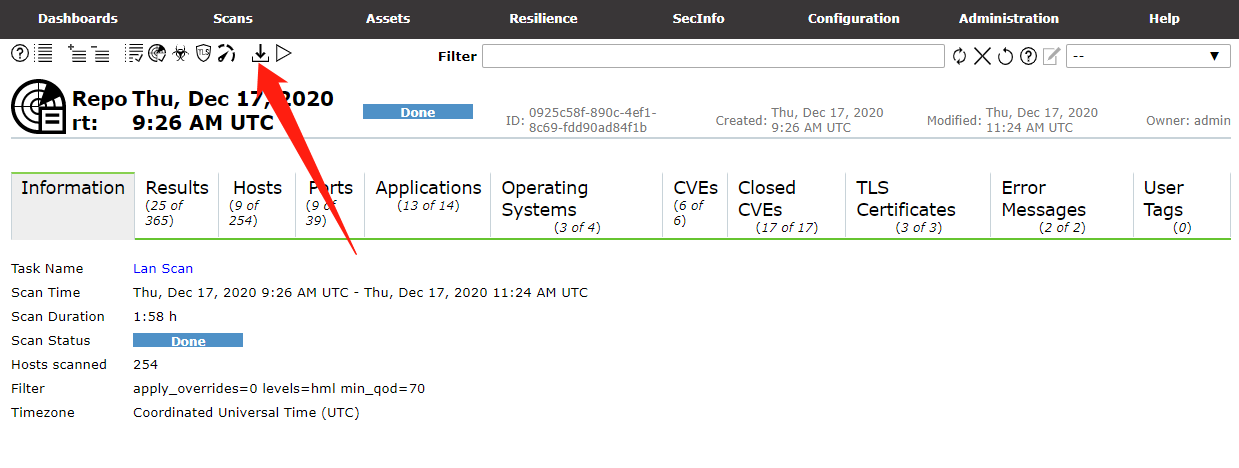 Dashboards Scans Assets Resilience SecInfo Configuration Administration Help
TLS Filter --
Report: Thu, Dec 17, 2020 9:26 AM UTC
Done
ID: 0925c58f-890c-4ef1-8c69-fdd90ad84f1b
Created: Thu, Dec 17, 2020 9:26 AM UTC
Modified: Thu, Dec 17, 2020 11:24 AM UTC
Owner: admin
Information
Results (25 of 365)
Hosts (9 of 254)
Ports (9 of 39)
Applications (13 of 14)
Operating Systems (3 of 4)
CVEs (6 of 6)
Closed CVEs (17 of 17)
TLS Certificates (3 of 3)
Error Messages (2 of 2)
User Tags (0)
Task Name Lan Scan
Scan Time Thu, Dec 17, 2020 9:26 AM UTC - Thu, Dec 17, 2020 11:24 AM UTC
Scan Duration 1:58 h
Scan Status Done
Hosts scanned 254
Filter apply_overrides=0 levels=hml min_qod=70
Timezone Coordinated Universal Time (UTC)